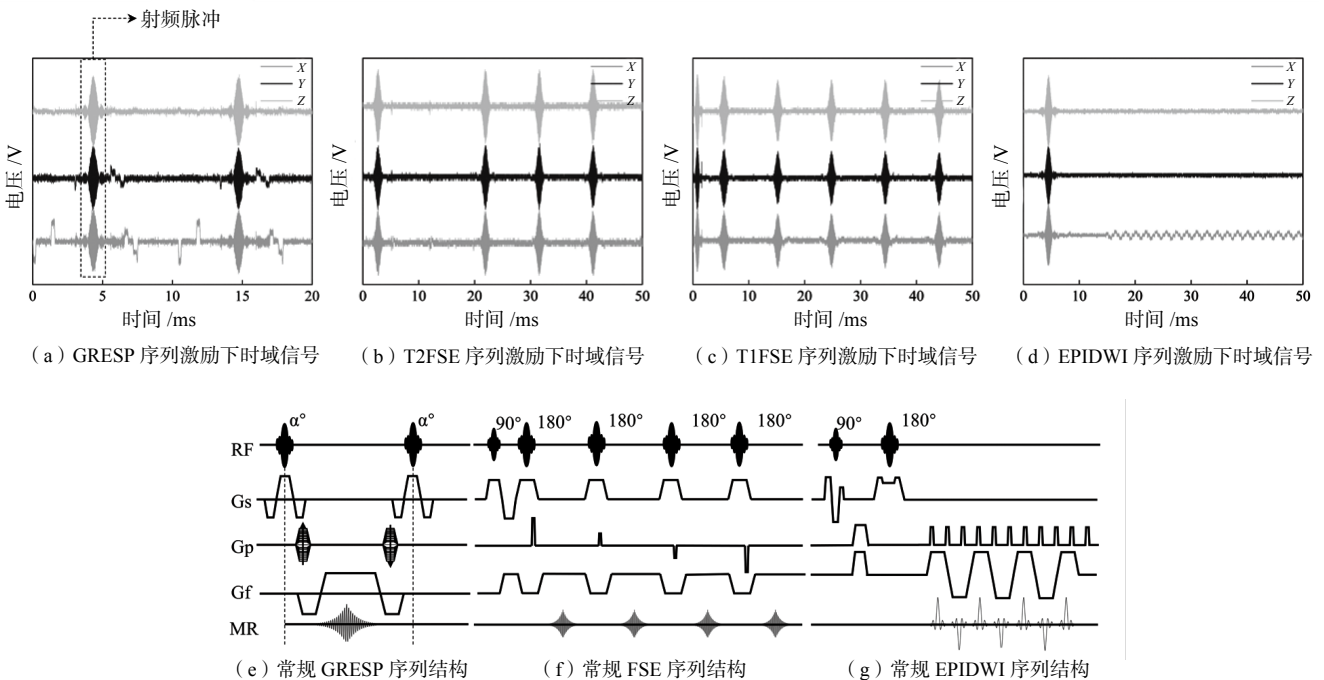 射频脉冲
X
Y
Z
电压 /V
0 5 10 15 20
时间 /ms
（a）GRESP 序列激励下时域信号
X
Y
Z
电压 /V
0 10 20 30 40 50
时间 /ms
（b）T2FSE 序列激励下时域信号
X
Y
Z
电压 /V
0 10 20 30 40 50
时间 /ms
（c）T1FSE 序列激励下时域信号
X
Y
Z
电压 /V
0 10 20 30 40 50
时间 /ms
（d）EPIDWI 序列激励下时域信号
RF
Gs
Gp
Gf
MR
α° α°
（e）常规 GRESP 序列结构
90° 180° 180° 180° 180°
（f）常规 FSE 序列结构
90° 180°
（g）常规 EPIDWI 序列结构